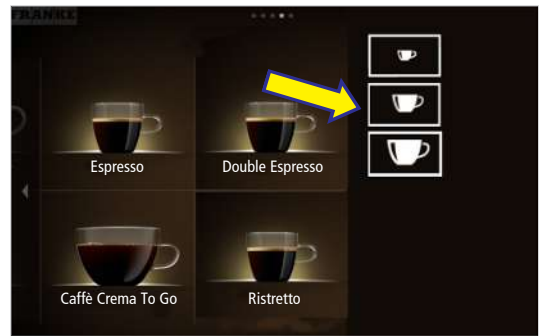 FRANKE
Espresso
Double Espresso
Caffè Crema To Go
Ristretto